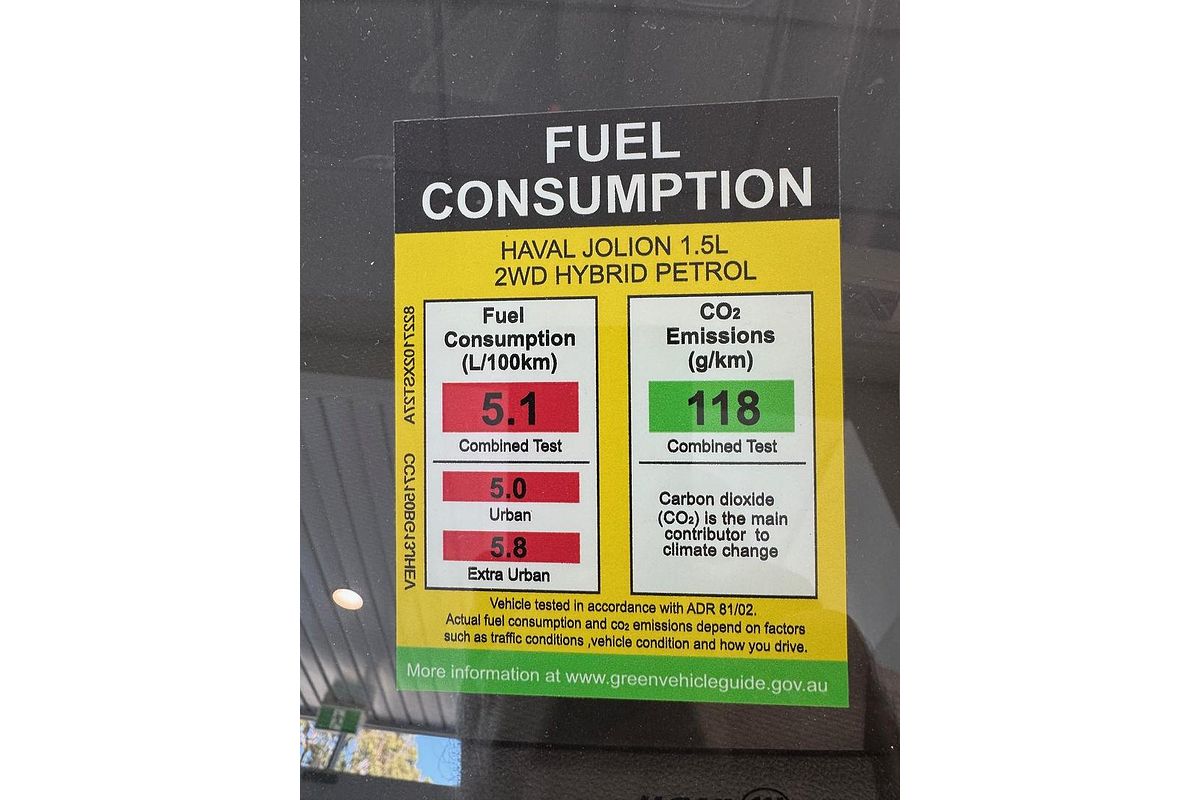 FUEL
CONSUMPTION
HAVAL JOLION 1.5L
2WD HYBRID PETROL
Fuel
Consumption
(L/100km)
5.1
Combined Test
5.0
Urban
5.8
Extra Urban
CO₂
Emissions
(g/km)
118
Combined Test
Carbon dioxide
(CO₂) is the main
contributor to
climate change
Vehicle tested in accordance with ADR 81/02.
Actual fuel consumption and co₂ emissions depend on factors
such as traffic conditions ,vehicle condition and how you drive.
More information at www.greenvehicleguide.gov.au